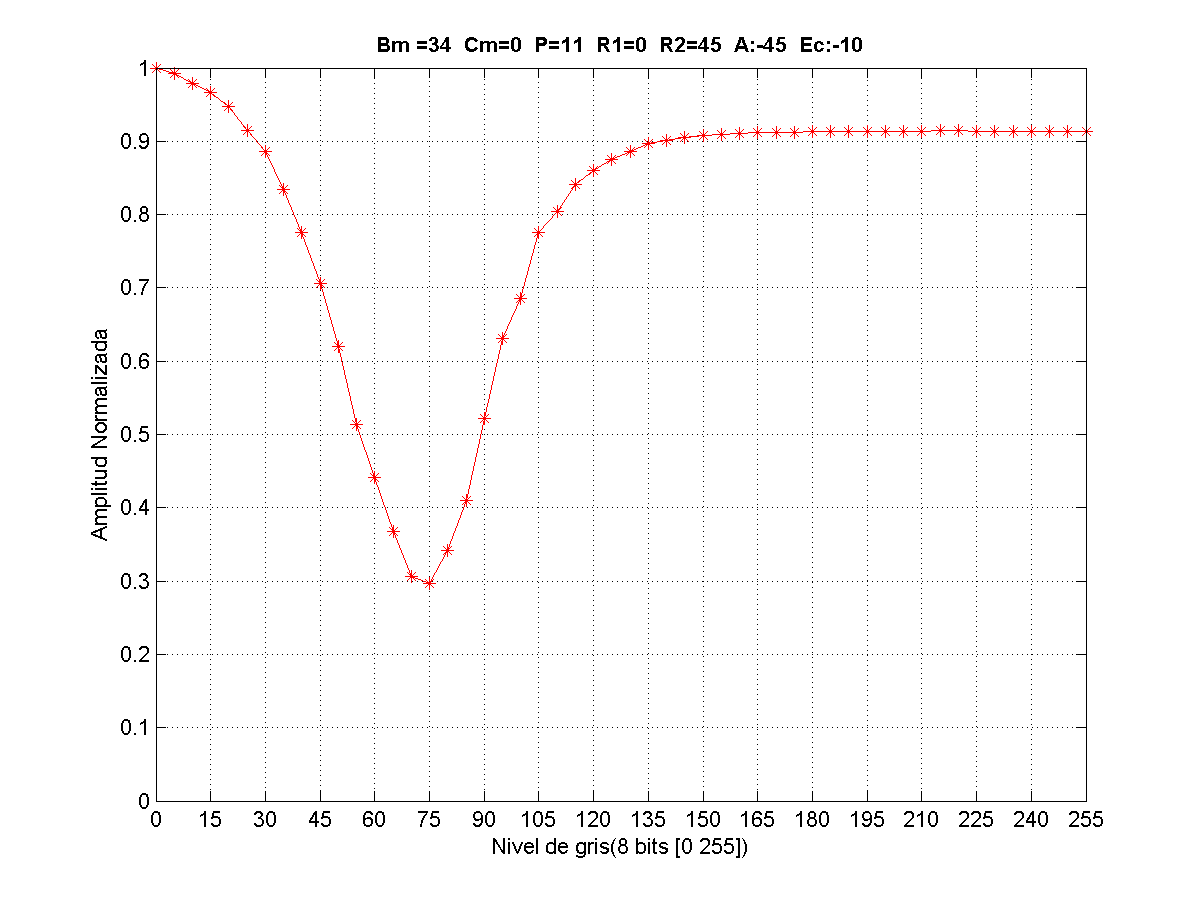 Bm =34 Cm=0 P=11 R1=0 R2=45 A:-45 Ec:-10
1
0.9
0.8
0.7
0.6
0.5
0.4
0.3
0.2
0.1
0
Amplitud Normalizada
0 15 30 45 60 75 90 105 120 135 150 165 180 195 210 225 240 255
Nivel de gris(8 bits [0 255])